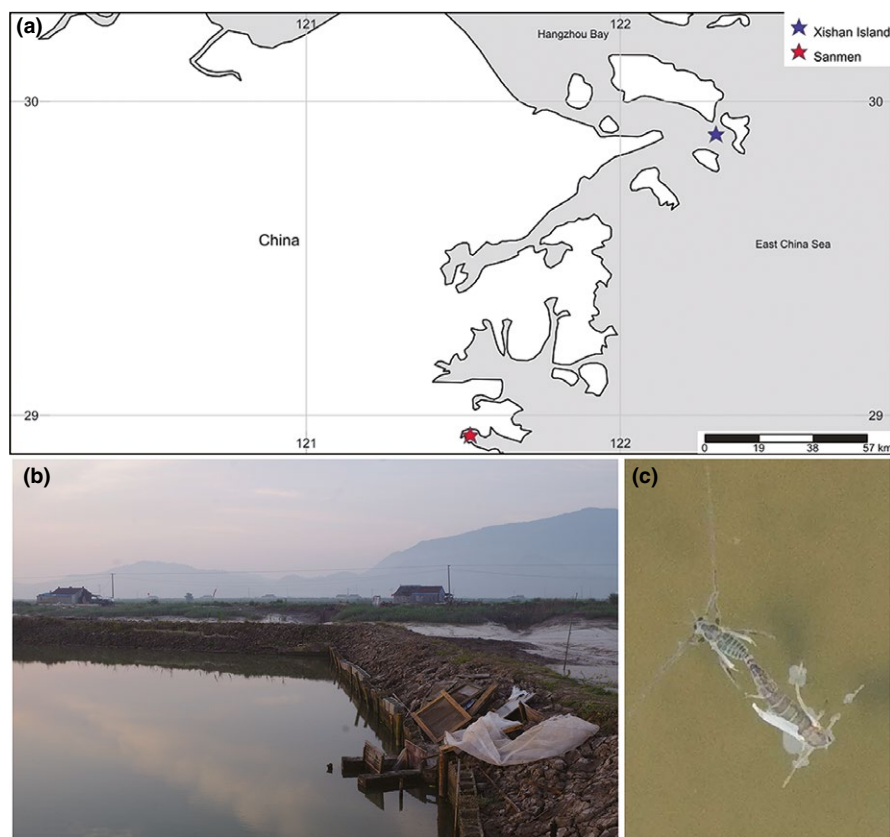 (a)
121
122
Hangzhou Bay
Xishan Island
Sanmen
30
30
China
East China Sea
29
29
121
122
0 19 38 57 km
(b)
(c)